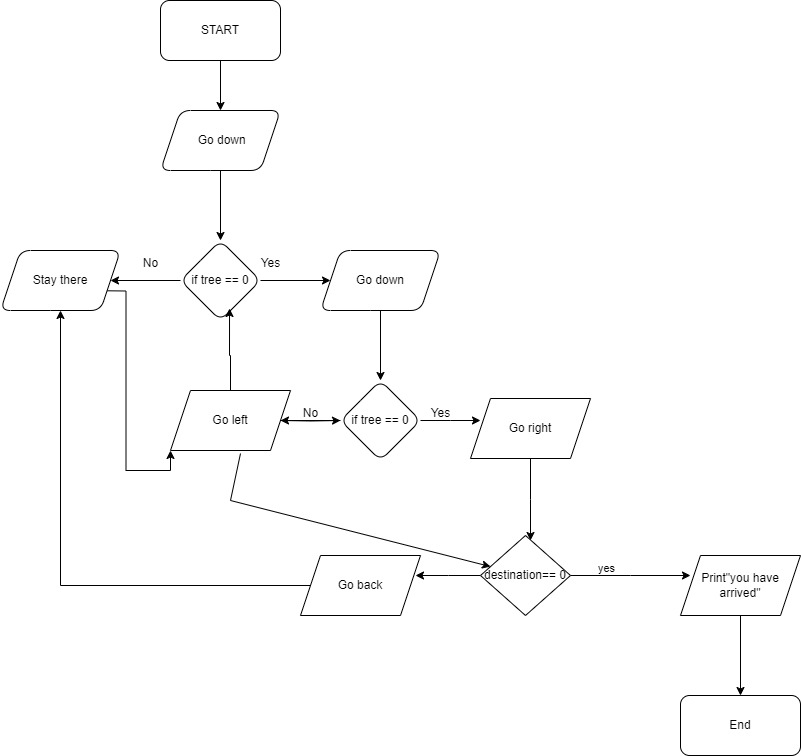 START
Go down
No
Yes
Stay there
if tree == 0
Go down
Go left
No
if tree == 0
Yes
Go right
Go back
destination== 0
yes
Print"you have
arrived"
End